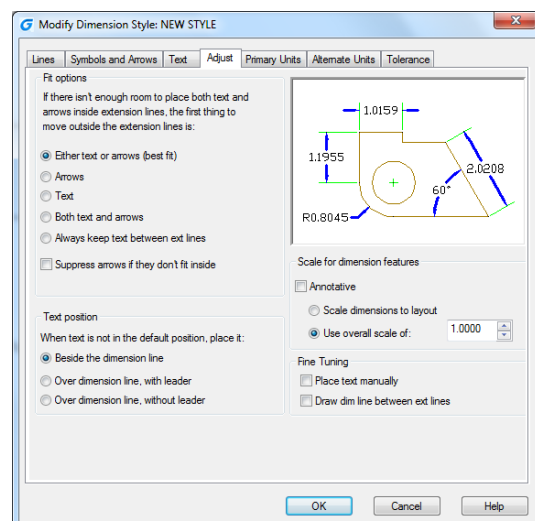 Modify Dimension Style: NEW STYLE
Lines Symbols and Arrows Text Adjust Primary Units Alternate Units Tolerance
Fit options
If there isn't enough room to place both text and
arrows inside extension lines, the first thing to
move outside the extension lines is:
Either text or arrows (best fit)
Arrows
Text
Both text and arrows
Always keep text between ext lines
Suppress arrows if they don't fit inside
Text position
When text is not in the default position, place it:
Beside the dimension line
Over dimension line, with leader
Over dimension line, without leader
1.0159
1.1955
2.0208
60°
R0.8045
Scale for dimension features
Annotative
Scale dimensions to layout
Use overall scale of: 1.0000
Fine Tuning
Place text manually
Draw dim line between ext lines
OK Cancel Help